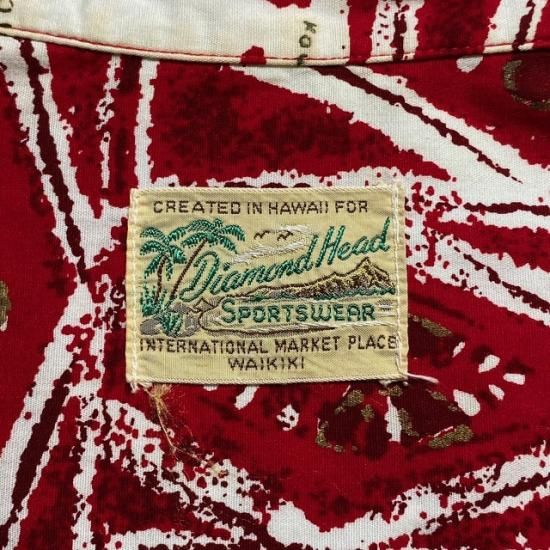 CREATED IN HAWAII FOR
Diamond Head
SPORTSWEAR
INTERNATIONAL MARKET PLACE
WAIKIKI